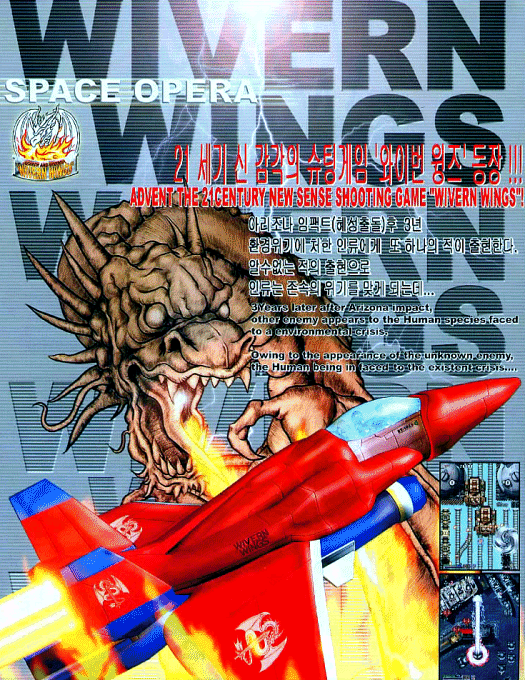 WIVERN
WINGS
SPACE OPERA
WIVERN WINGS
21 세기 신 감각의 슈팅게임 '와이번 윙즈' 등장 !!!
ADVENT THE 21CENTURY NEW SENSE SHOOTING GAME "WIVERN WINGS"!
아리조나 임팩트(혜성충돌)후 3년
환경위기에 처한 인류에게 또 하나의 적이 출현한다.
알수없는 적의 출현으로
인류는 존속의 위기를 맞게 되는데...
3Years later after Arizona impact,
other enemy appears to the Human species faced
to a environmental crisis,
Owing to the appearance of the unknown enemy,
the Human being in faced to the existent crisis....
WIVERN
WINGS